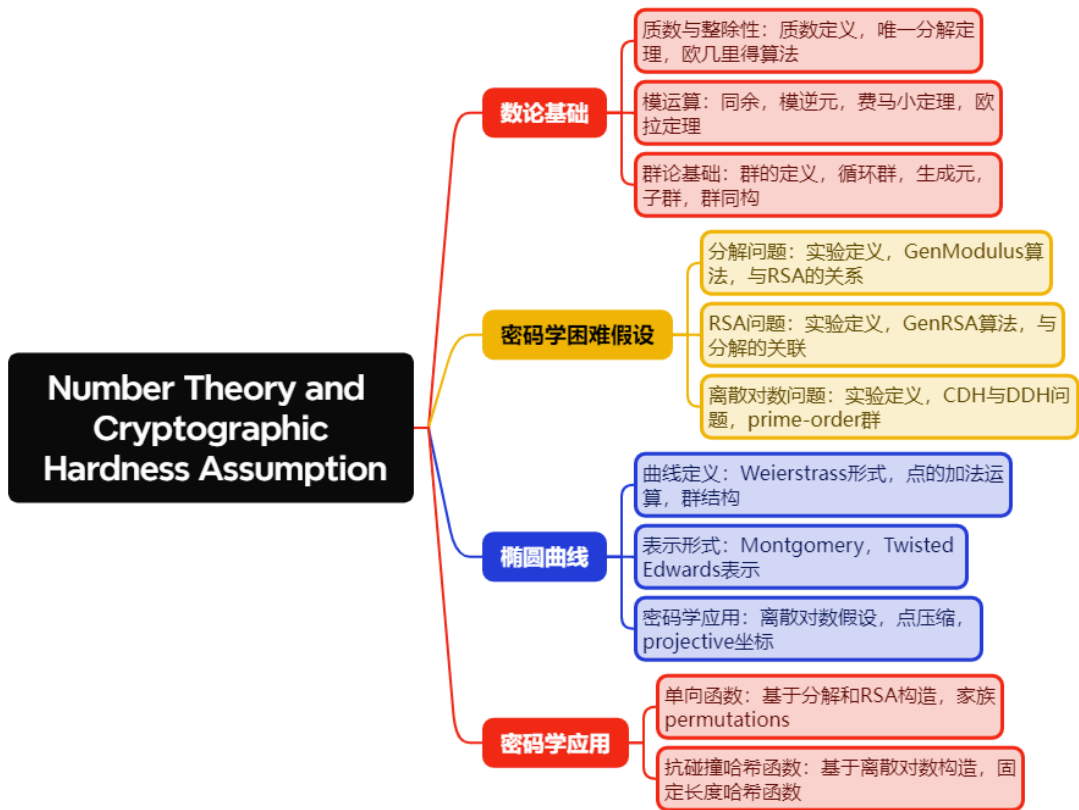 Number Theory and
Cryptographic
Hardness Assumption
数论基础
质数与整除性：质数定义，唯一分解定
理，欧几里得算法
模运算：同余，模逆元，费马小定理，欧
拉定理
群论基础：群的定义，循环群，生成元，
子群，群同构
密码学困难假设
分解问题：实验定义，GenModulus算
法，与RSA的关系
RSA问题：实验定义，GenRSA算法，与
分解的关联
离散对数问题：实验定义，CDH与DDH问
题，prime-order群
椭圆曲线
曲线定义：Weierstrass形式，点的加法运
算，群结构
表示形式：Montgomery，Twisted
Edwards表示
密码学应用：离散对数假设，点压缩，
projective坐标
密码学应用
单向函数：基于分解和RSA构造，家族
permutations
抗碰撞哈希函数：基于离散对数构造，固
定长度哈希函数